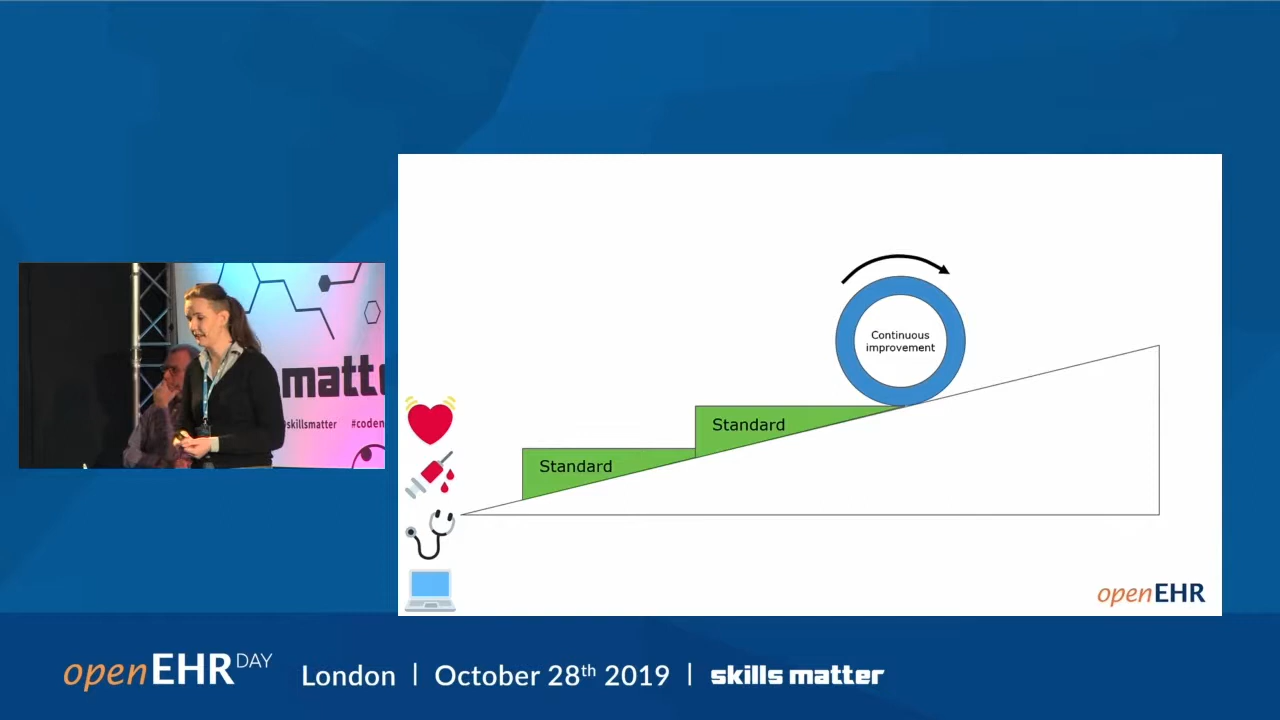 matt
skillsmatter
#coden
Continuous
improvement
Standard
Standard
openEHR
openEHR DAY
London | October 28th 2019 | skills matter